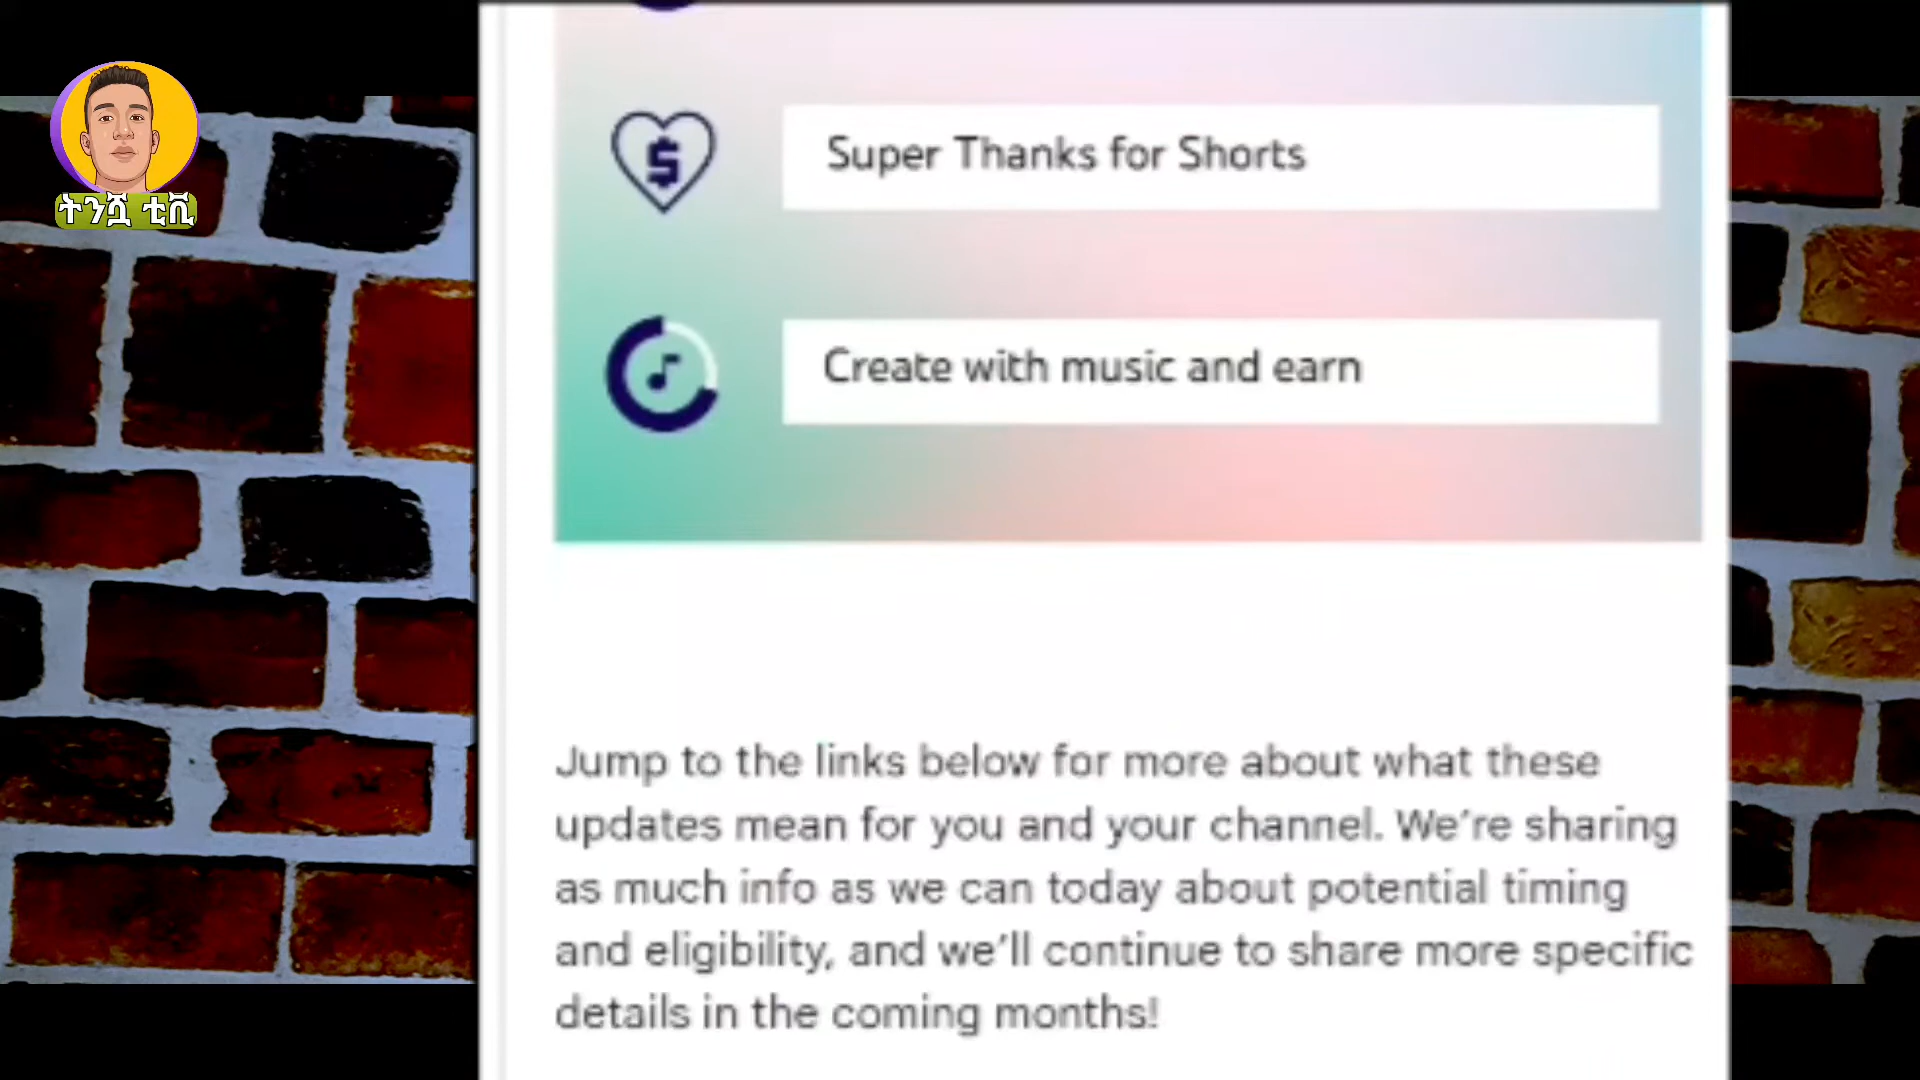 ትንሿ ቲቪ
Super Thanks for Shorts
Create with music and earn
Jump to the links below for more about what these
updates mean for you and your channel. We're sharing
as much info as we can today about potential timing
and eligibility, and we'll continue to share more specific
details in the coming months!